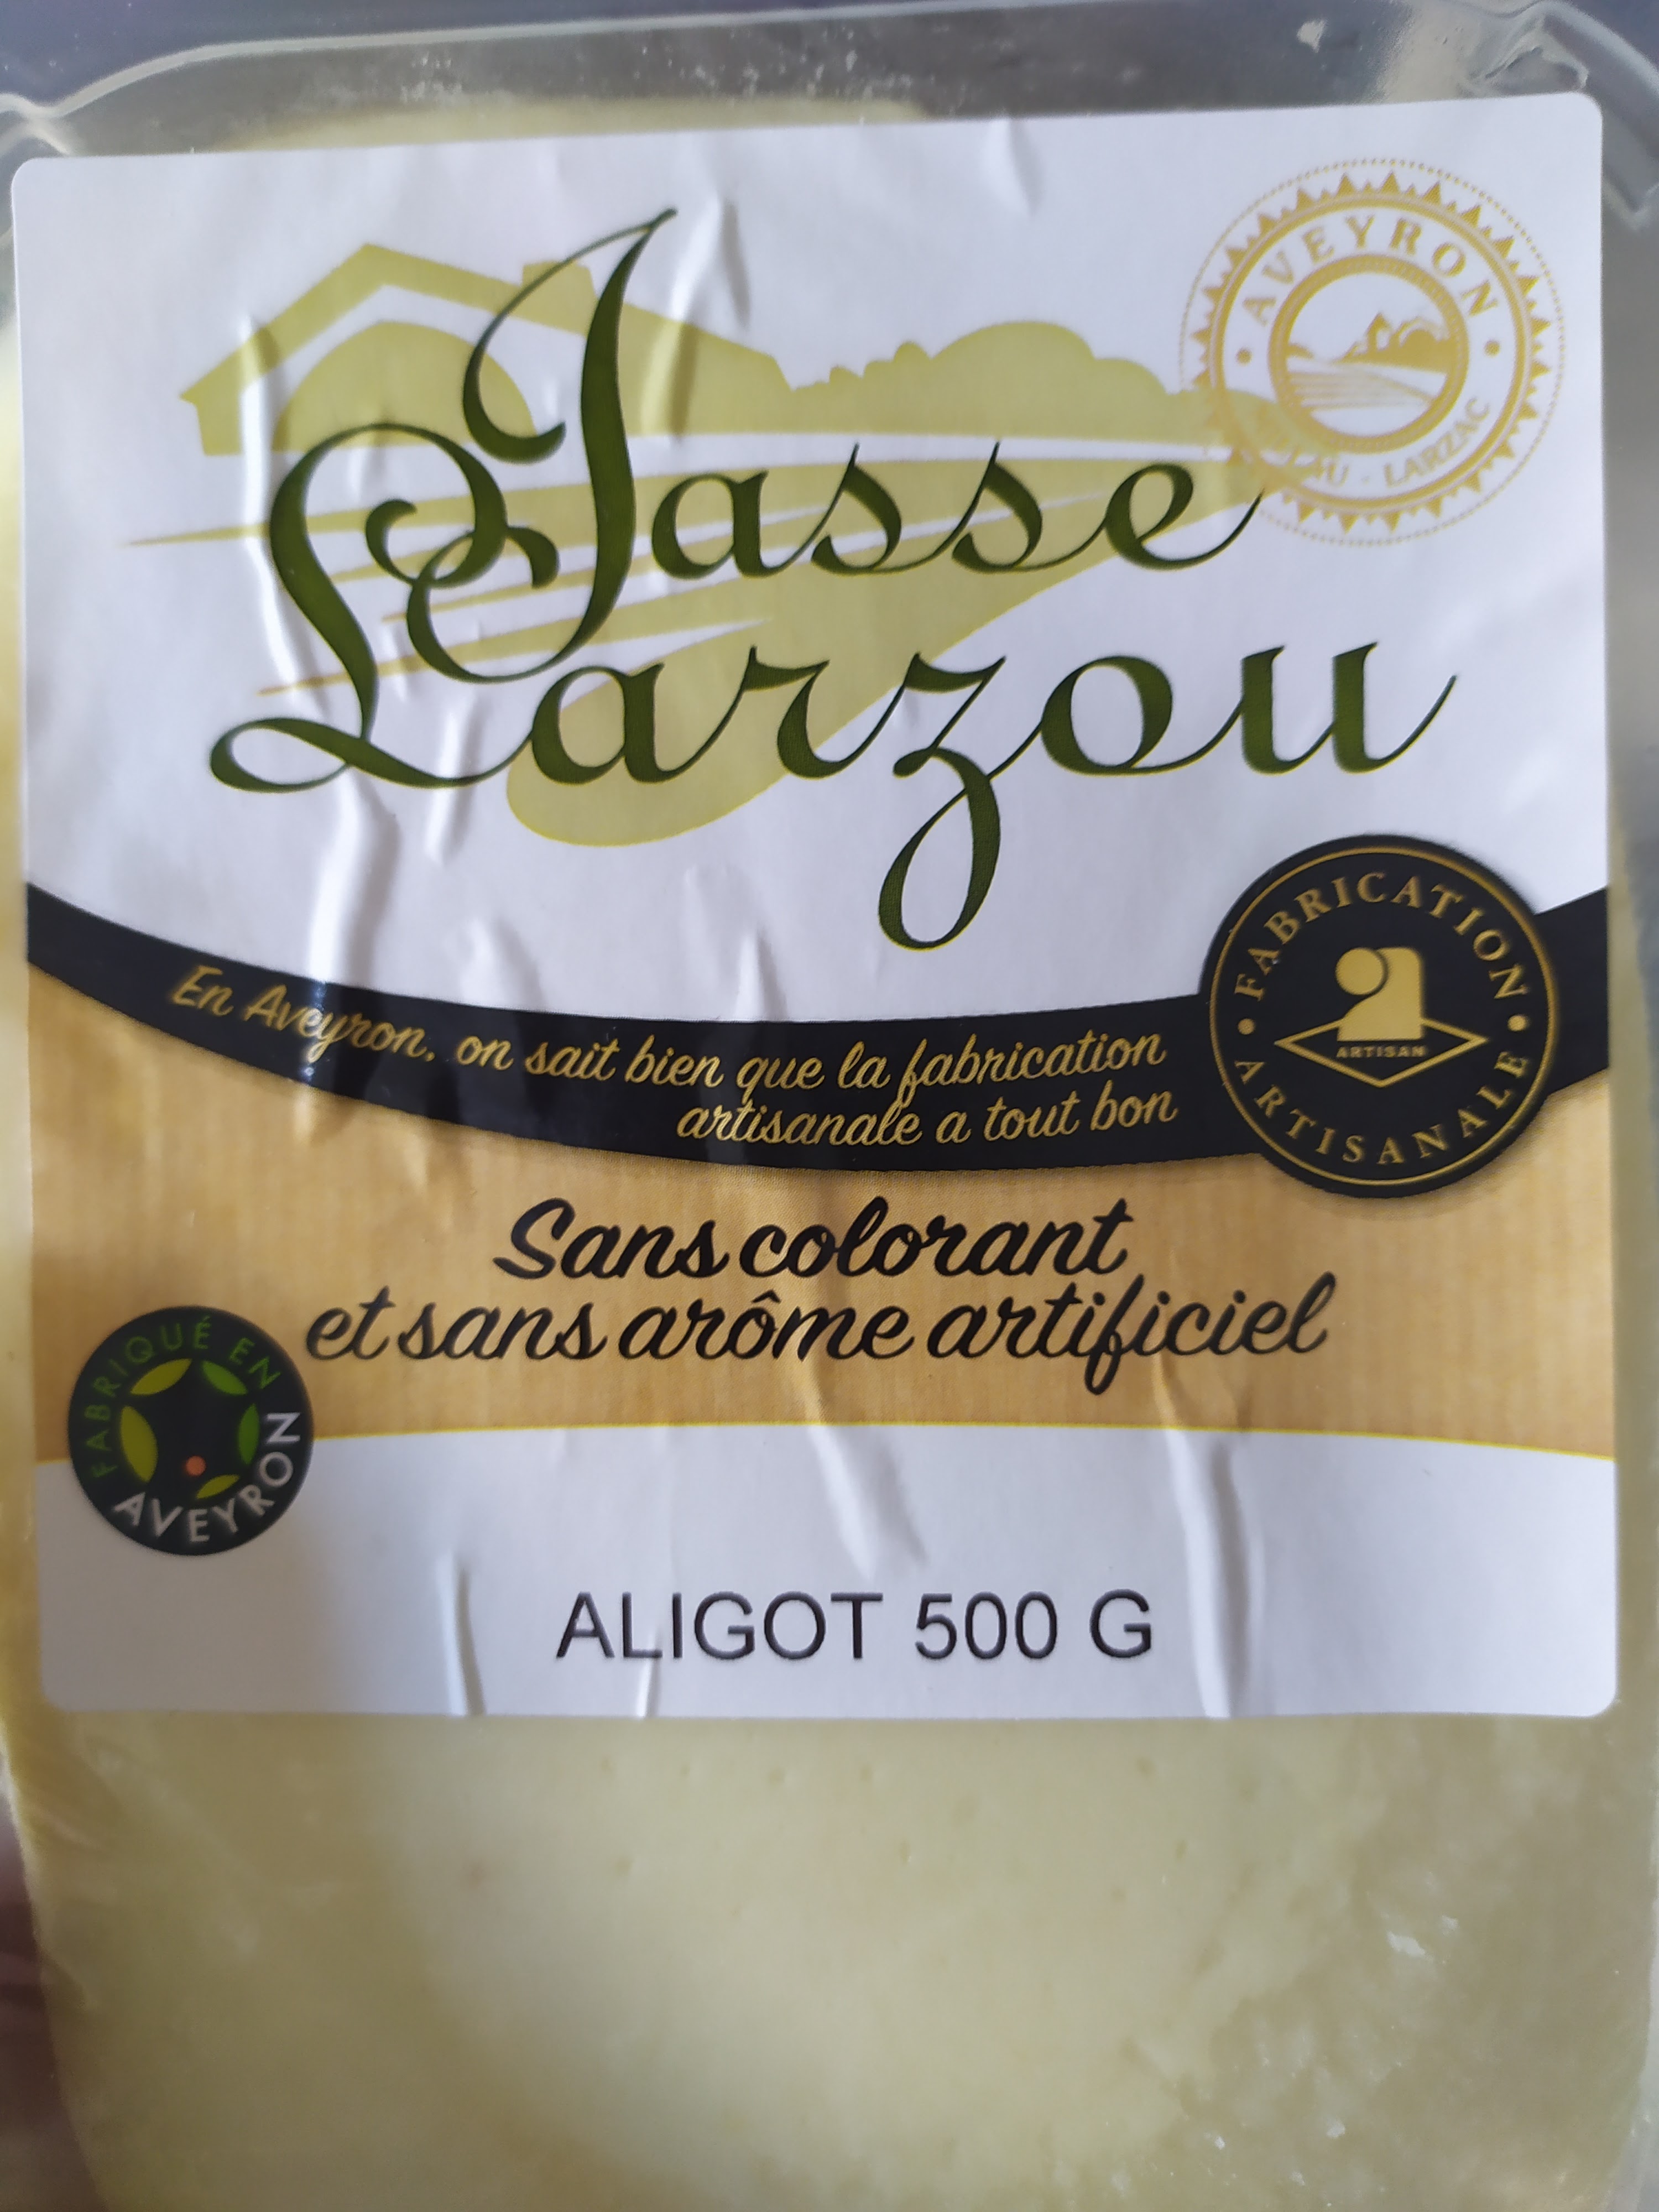 AVEYRON
LARZAC
Jasse
Larzou
FABRICATION
ARTISAN
ARTISANALE
En Aveyron, on sait bien que la fabrication
artisanale a tout bon
Sans colorant
et sans arôme artificiel
FABRIQUÉ EN
AVEYRON
ALIGOT 500 G